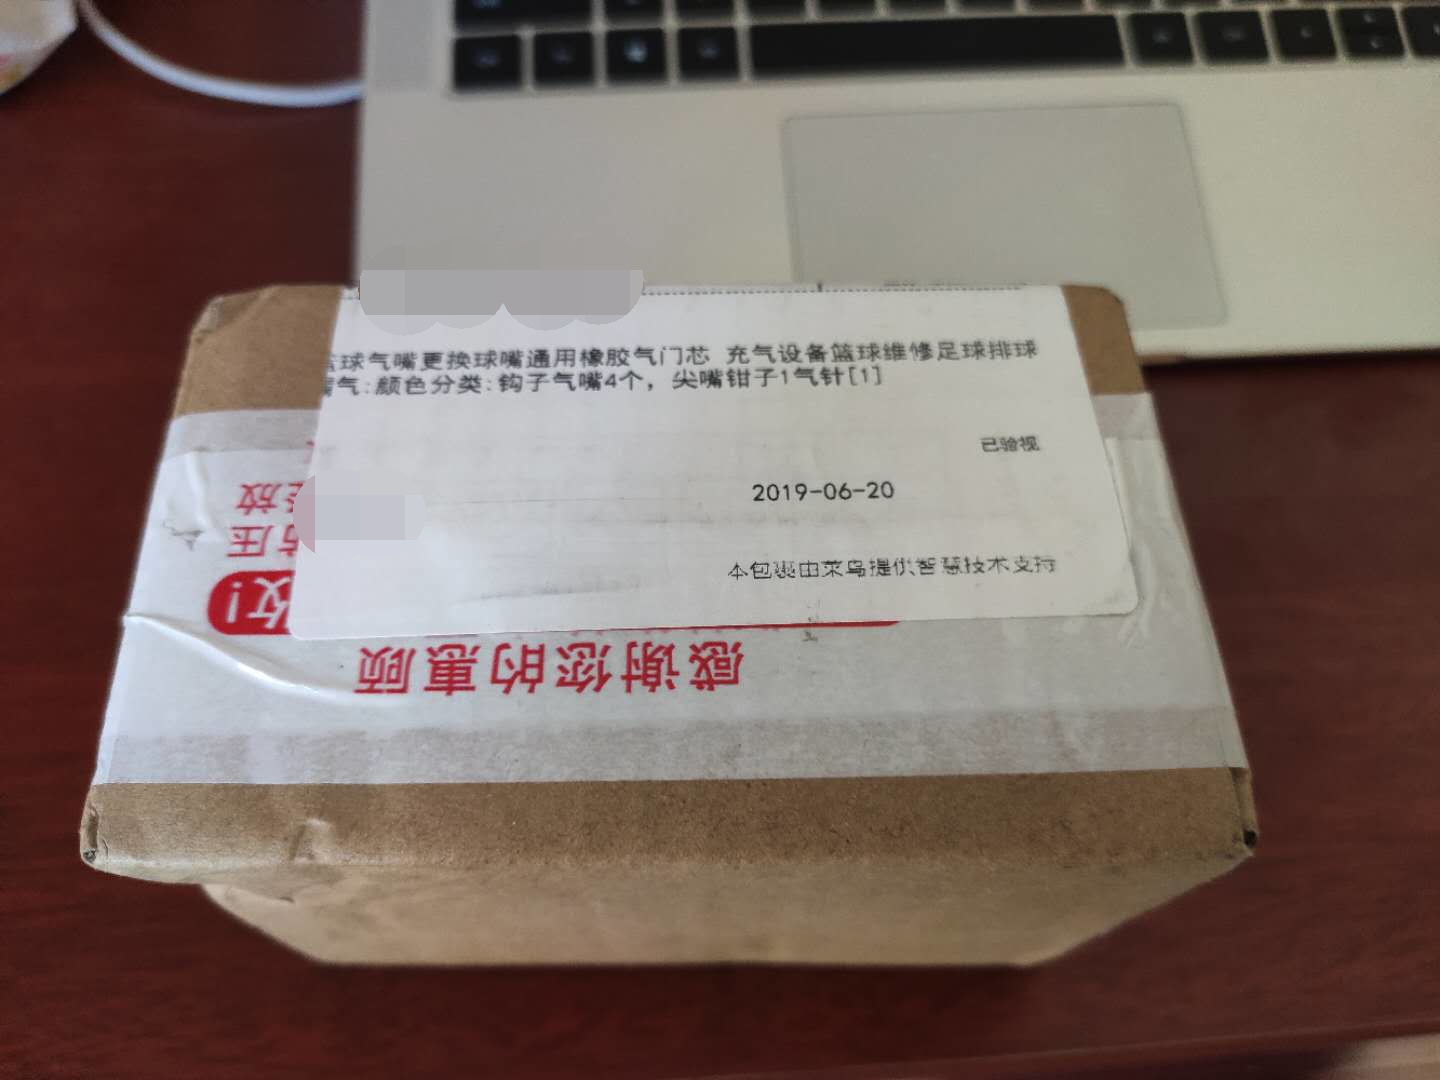 球气嘴更换球嘴通用橡胶气门芯 充气设备篮球维修足球排球
气:颜色分类:钩子气嘴4个，尖嘴钳子1气针[1]
已验视
2019-06-20
本包裹由菜鸟提供智慧技术支持
感谢您的惠顾